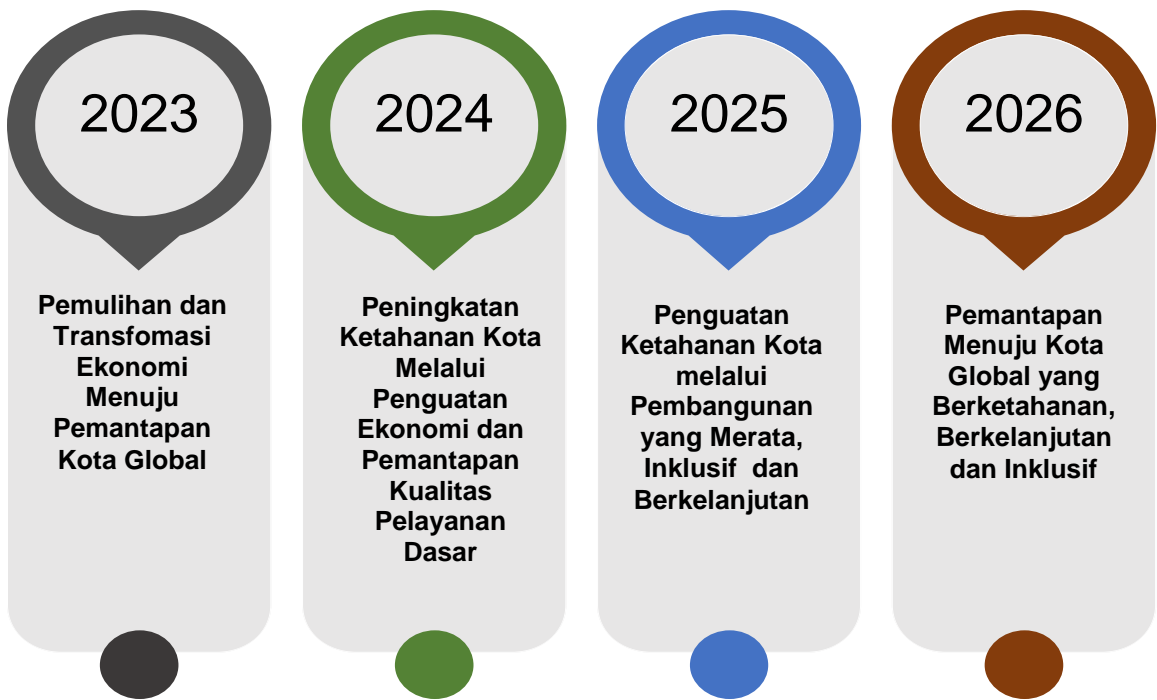 2023
Pemulihan dan
Transfomasi
Ekonomi
Menuju
Pemantapan
Kota Global
2024
Peningkatan
Ketahanan Kota
Melalui
Penguatan
Ekonomi dan
Pemantapan
Kualitas
Pelayanan
Dasar
2025
Penguatan
Ketahanan Kota
melalui
Pembangunan
yang Merata,
Inklusif dan
Berkelanjutan
2026
Pemantapan
Menuju Kota
Global yang
Berketahanan,
Berkelanjutan
dan Inklusif